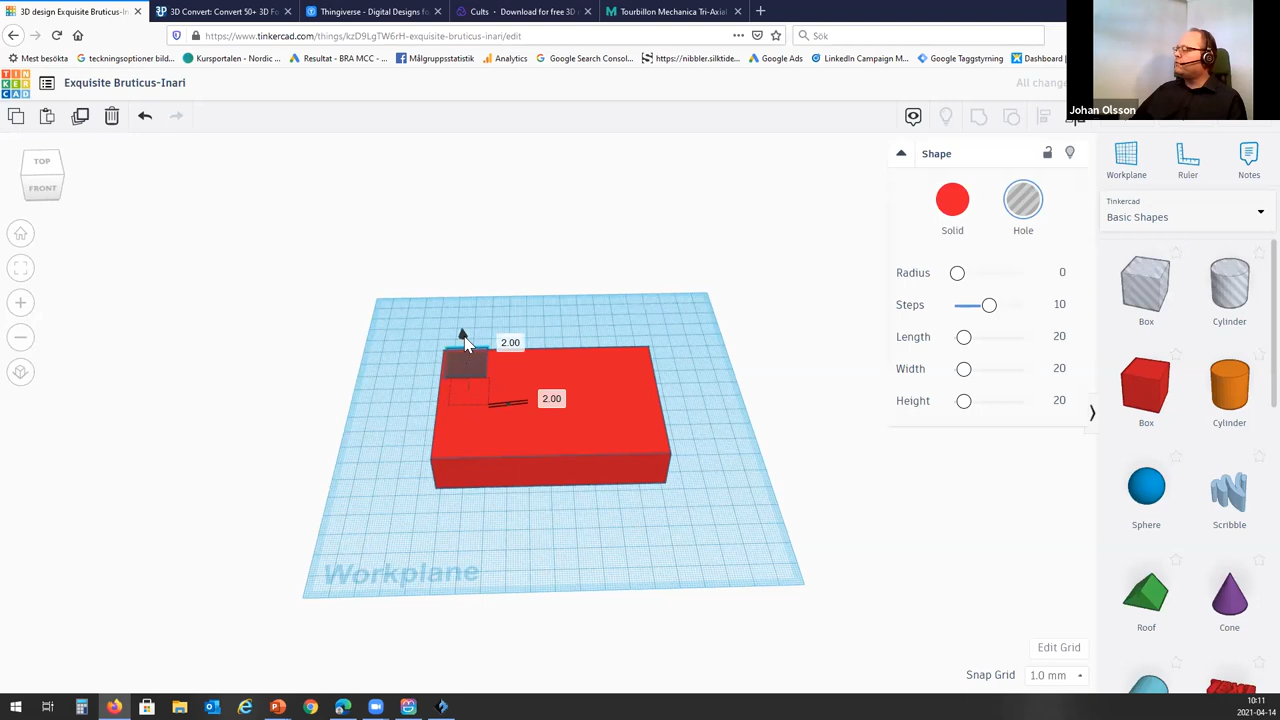 3D design Exquisite Bruticus-In
3D Convert: Convert 50+ 3D Fo
Thingiverse - Digital Designs fo
Cults · Download for free 3D
Tourbillon Mechanica Tri-Axial
https://www.tinkercad.com/things/kzD9LgTW6rH-exquisite-bruticus-inari/edit
Sök
Mest besökta
teckningsoptioner bild...
Kursportalen - Nordic ...
Resultat - BRA MCC - ...
Målgruppsstatistik
Analytics
Google Search Consol...
https://nibbler.silktide...
Google Ads
LinkedIn Campaign M...
Google Taggstyrning
Dashboard
Johan Olsson
TIN
KER
CAD
Exquisite Bruticus-Inari
All change
TOP
FRONT
Shape
Solid
Hole
Radius 0
Steps 10
Length 20
Width 20
Height 20
Workplane
Ruler
Notes
Tinkercad
Basic Shapes
Box
Cylinder
Box
Cylinder
Sphere
Scribble
Roof
Cone
2.00
2.00
Workplane
Edit Grid
Snap Grid 1.0 mm
10:11
2021-04-14